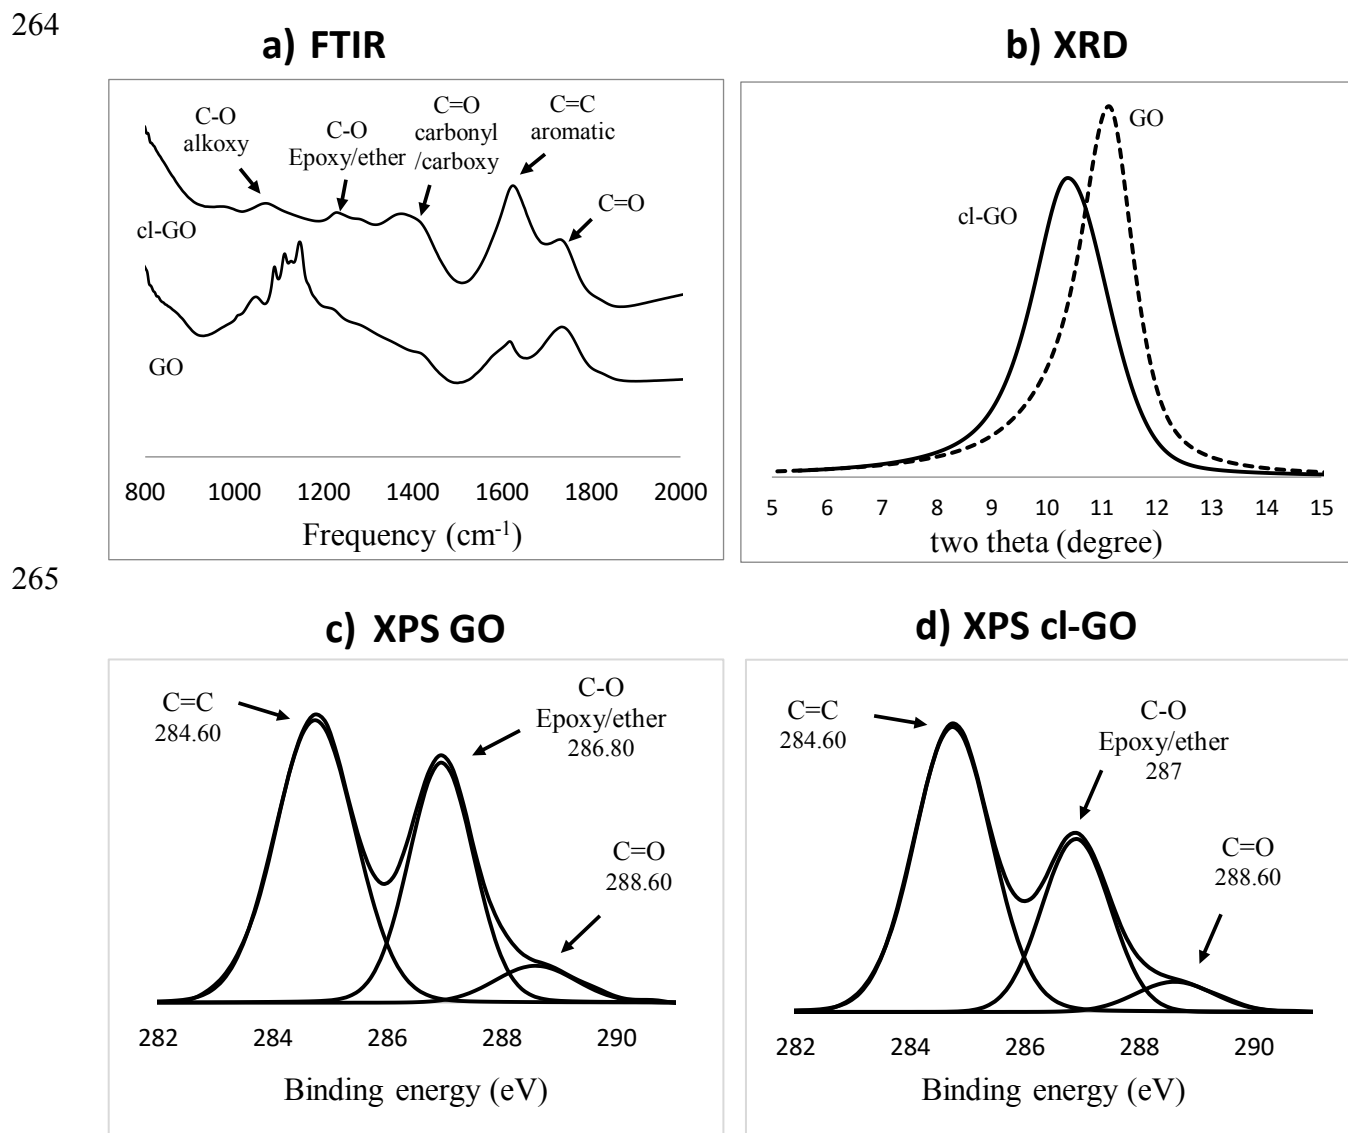 264
a) FTIR
C-O
alkoxy
C-O
Epoxy/ether
C=O
carbonyl
/carboxy
C=C
aromatic
C=O
cl-GO
GO
800 1000 1200 1400 1600 1800 2000
Frequency (cm-1)
b) XRD
GO
cl-GO
5 6 7 8 9 10 11 12 13 14 15
two theta (degree)
265
c) XPS GO
C=C
284.60
C-O
Epoxy/ether
286.80
C=O
288.60
282 284 286 288 290
Binding energy (eV)
d) XPS cl-GO
C=C
284.60
C-O
Epoxy/ether
287
C=O
288.60
282 284 286 288 290
Binding energy (eV)